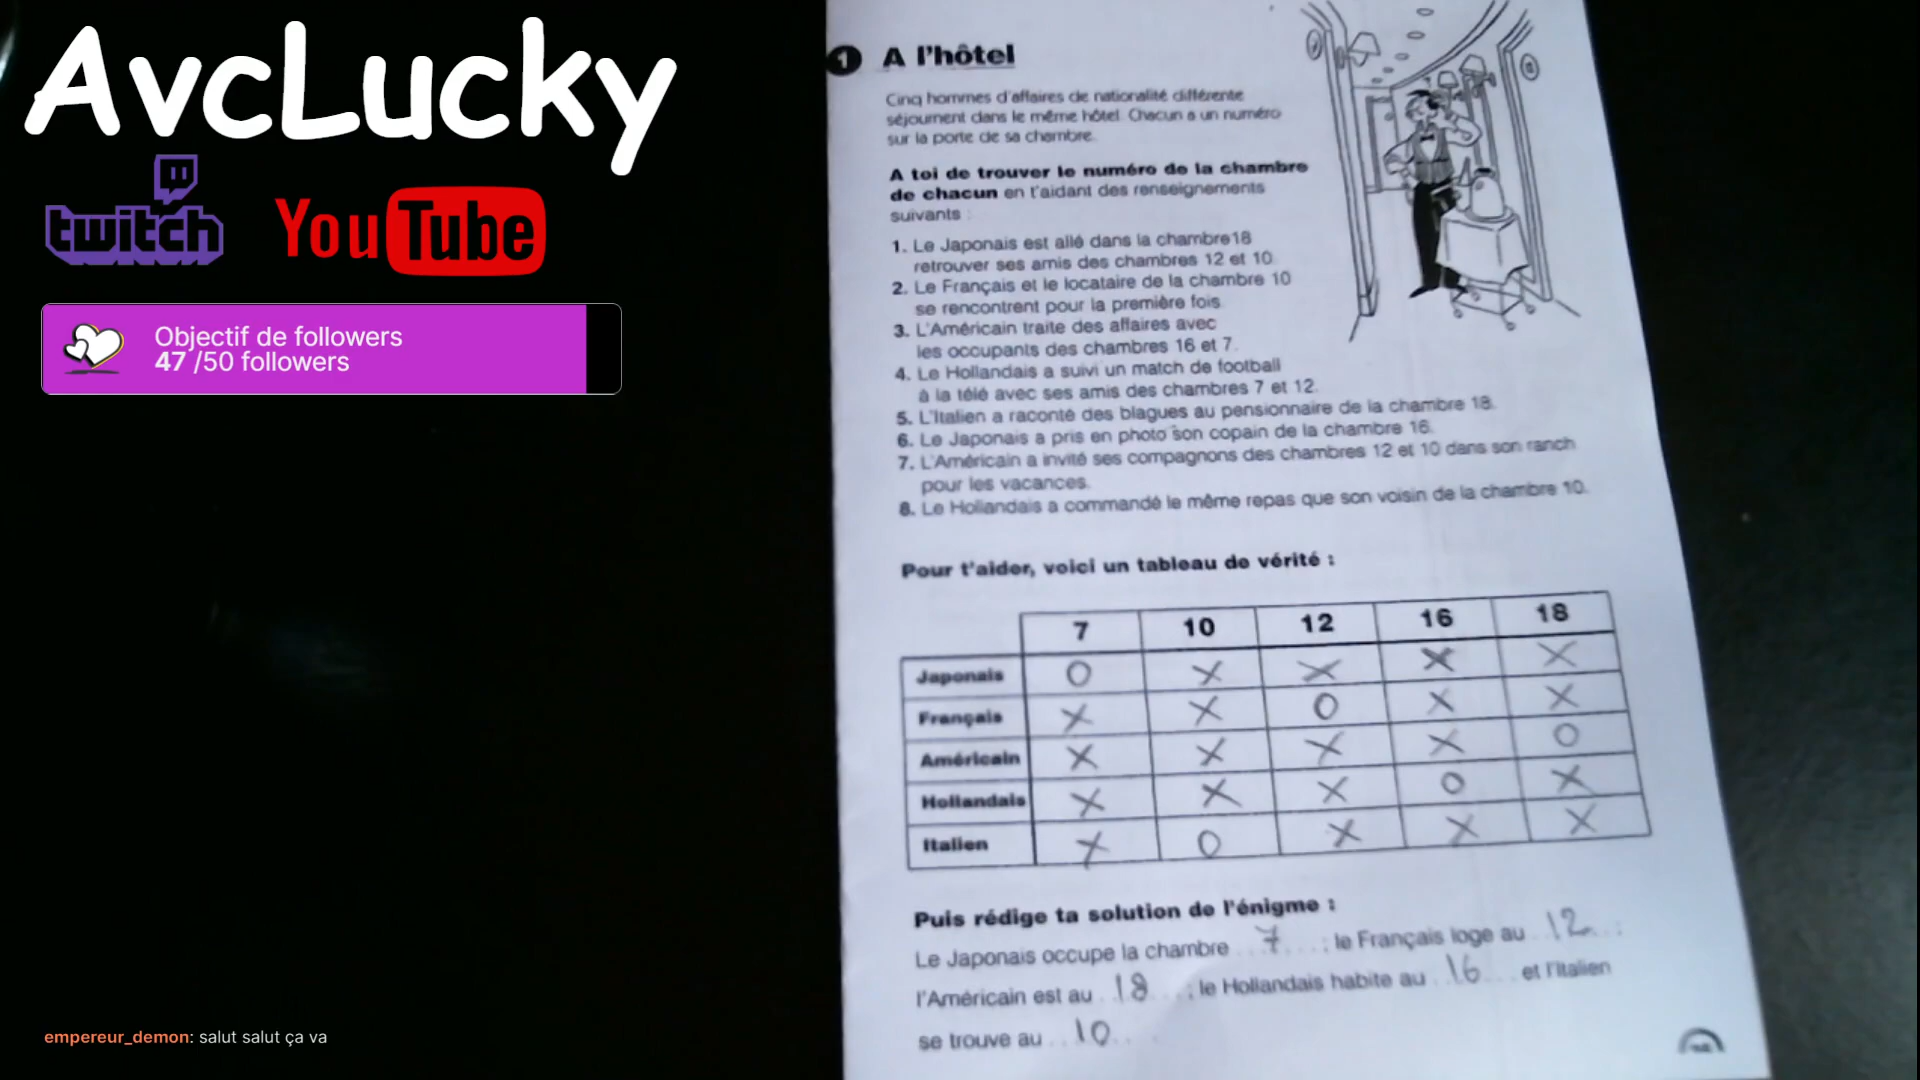 AvcLucky
twitch
YouTube
Objectif de followers
47 /50 followers
empereur_demon: salut salut ça va
1 A l'hôtel
Cinq hommes d'affaires de nationalité différente
séjournent dans le même hôtel. Chacun a un numéro
sur la porte de sa chambre.
A toi de trouver le numéro de la chambre
de chacun en t'aidant des renseignements
suivants :
1. Le Japonais est allé dans la chambre18
retrouver ses amis des chambres 12 et 10.
2. Le Français et le locataire de la chambre 10
se rencontrent pour la première fois.
3. L'Américain traite des affaires avec
les occupants des chambres 16 et 7.
4. Le Hollandais a suivi un match de football
à la télé avec ses amis des chambres 7 et 12.
5. L'Italien a raconté des blagues au pensionnaire de la chambre 18.
6. Le Japonais a pris en photo son copain de la chambre 16.
7. L'Américain a invité ses compagnons des chambres 12 et 10 dans son ranch
pour les vacances.
8. Le Hollandais a commandé le même repas que son voisin de la chambre 10.
Pour t'aider, voici un tableau de vérité :
7 10 12 16 18
Japonais O X X X X
Français X X O X X
Américain X X X X O
Hollandais X X X O X
Italien X O X X X
Puis rédige ta solution de l'énigme :
Le Japonais occupe la chambre 7 ; le Français loge au 12 ;
l'Américain est au 18 ; le Hollandais habite au 16 et l'Italien
se trouve au 10